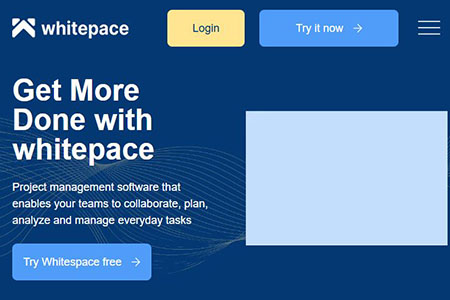 whitepace
Login
Try it now →
Get More
Done with
whitepace
Project management software that
enables your teams to collaborate, plan,
analyze and manage everyday tasks
Try Whitespace free →